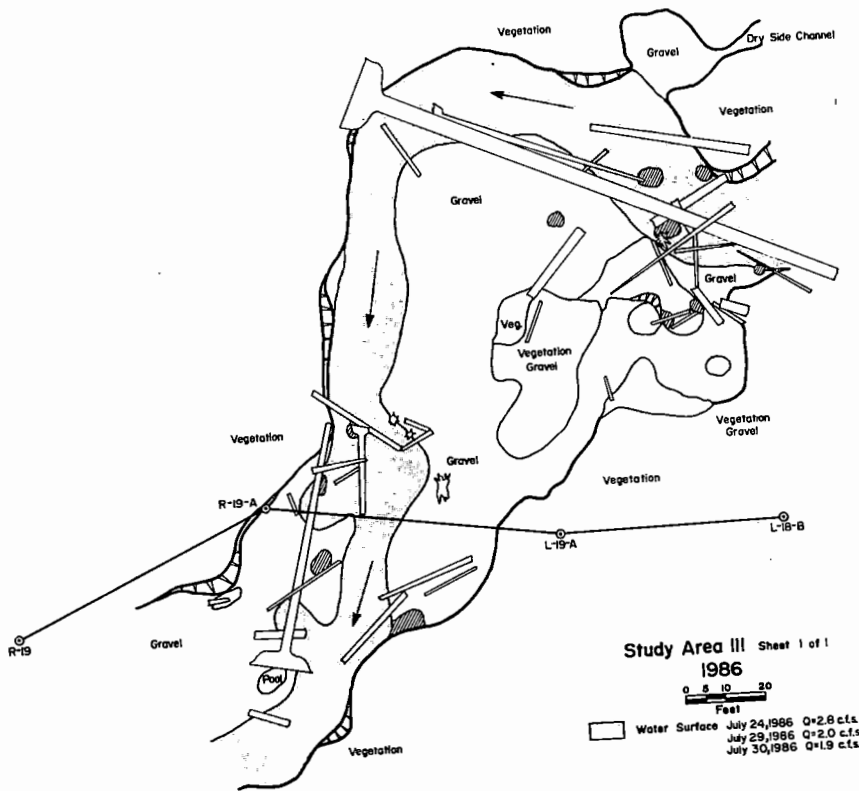 Vegetation
Gravel
Dry Side Channel
Vegetation
Gravel
Gravel
Veg.
Vegetation
Gravel
Vegetation
Gravel
Vegetation
Gravel
Vegetation
R-19-A
L-19-A
L-18-B
R-19
Gravel
Pool
Vegetation
Study Area III Sheet 1 of 1
1986
0 5 10 20
Feet
Water Surface July 24,1986 Q=2.8 c.f.s.
July 29,1986 Q=2.0 c.f.s.
July 30,1986 Q=1.9 c.f.s.